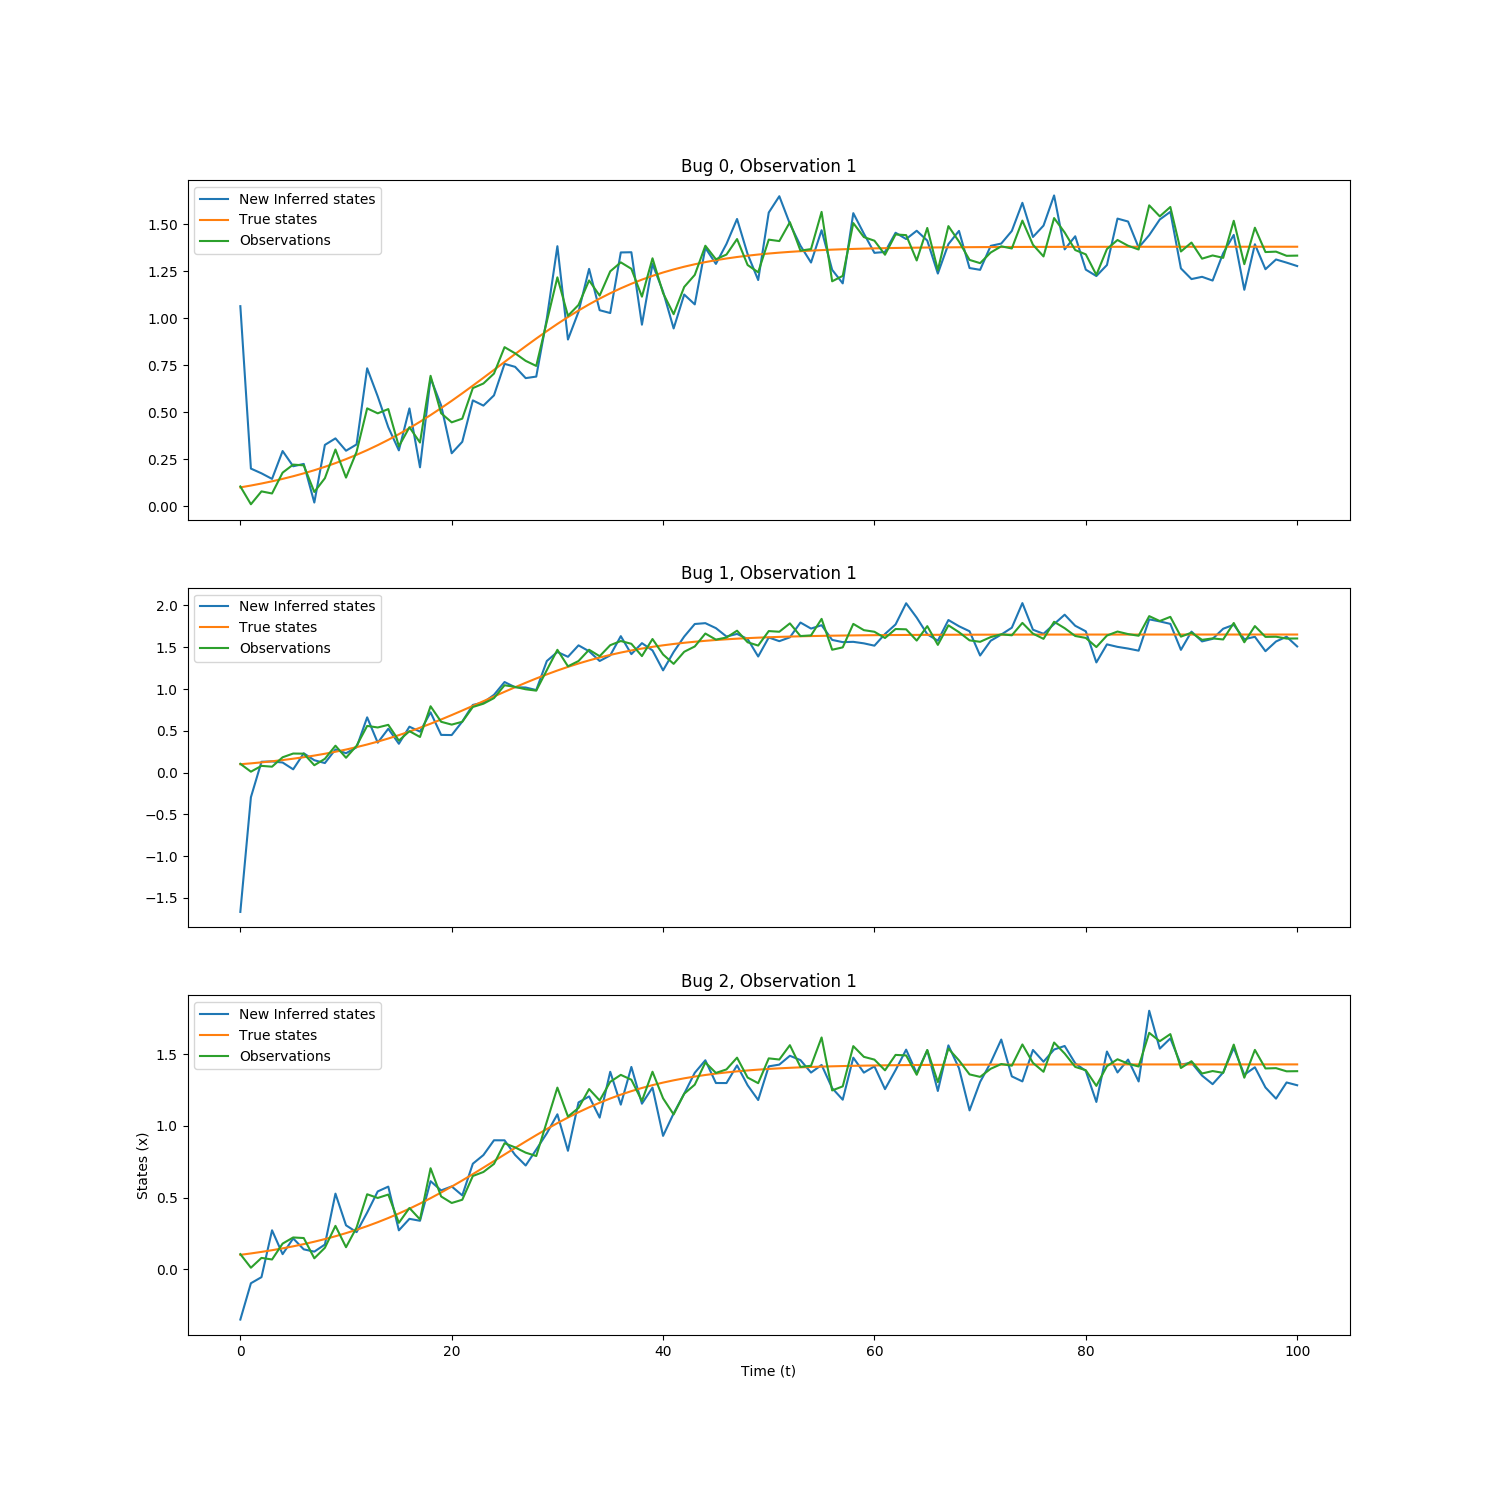 Bug 0, Observation 1
New Inferred states
True states
Observations
1.50
1.25
1.00
0.75
0.50
0.25
0.00
Bug 1, Observation 1
New Inferred states
True states
Observations
2.0
1.5
1.0
0.5
0.0
−0.5
−1.0
−1.5
Bug 2, Observation 1
New Inferred states
True states
Observations
1.5
1.0
0.5
0.0
States (x)
0 20 40 60 80 100
Time (t)